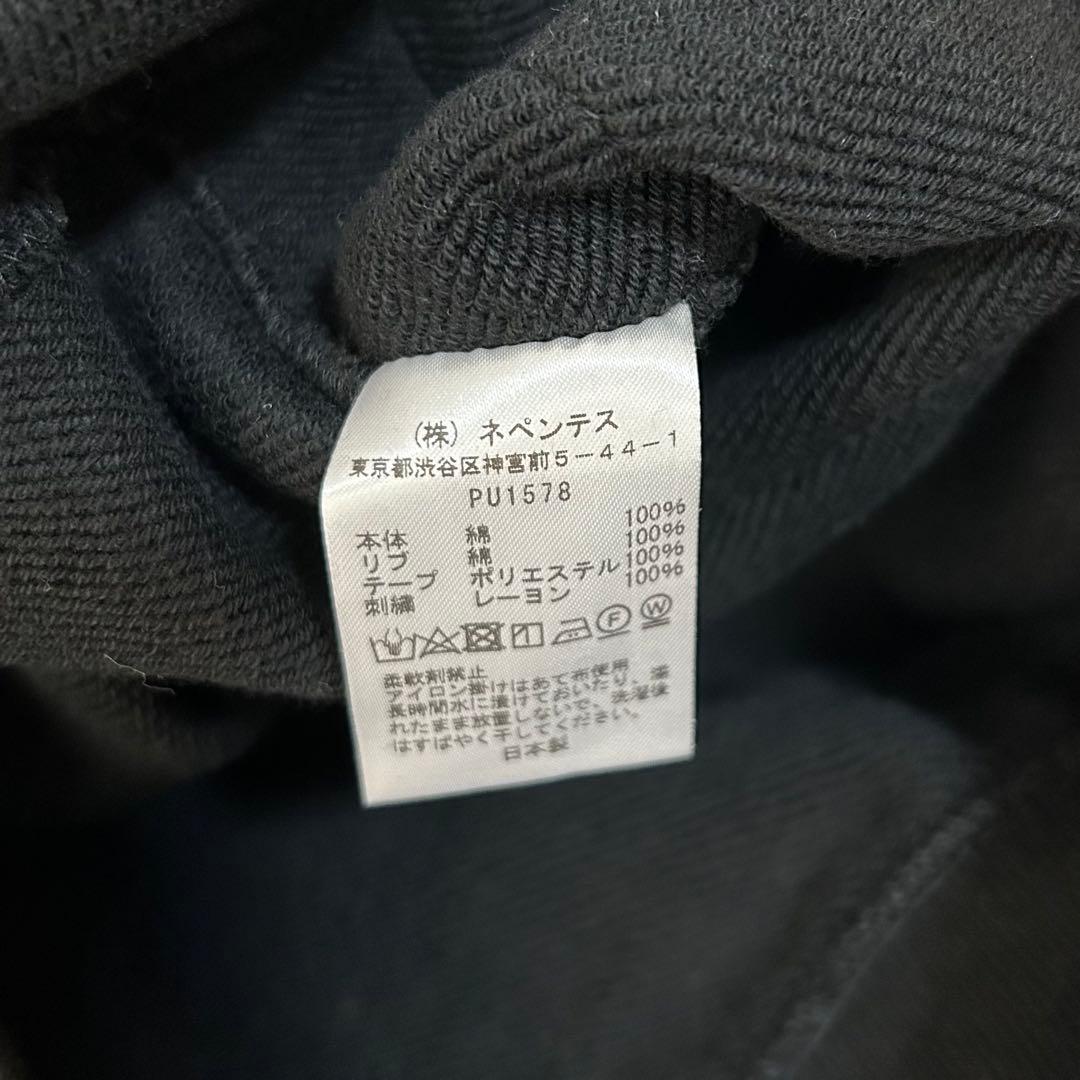 (株) ネペンテス
東京都渋谷区神宮前5-44-1
PU1578
本体 綿 100%
リブ 綿 100%
テープ ポリエステル 100%
刺繍 レーヨン 100%
F W
柔軟剤禁止
アイロン掛けはあて布使用
長時間水に漬けておいたり、濡
れたまま放置しないで、洗濯後
はすばやく干してください。
日本製